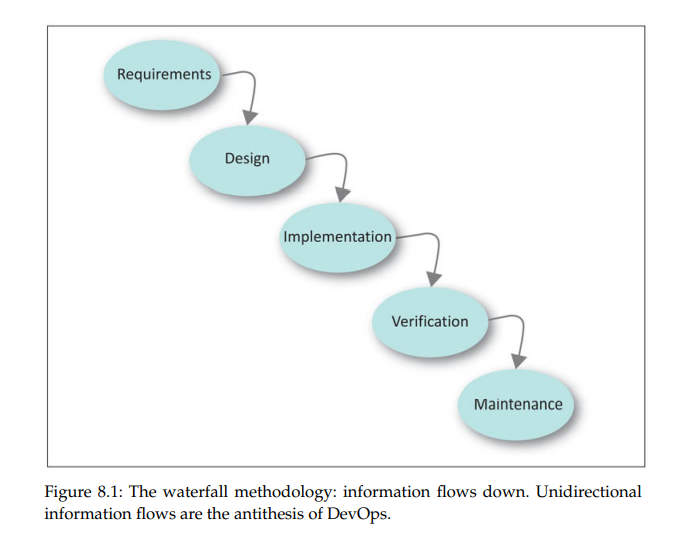 Requirements
Design
Implementation
Verification
Maintenance
Figure 8.1: The waterfall methodology: information flows down. Unidirectional
information flows are the antithesis of DevOps.